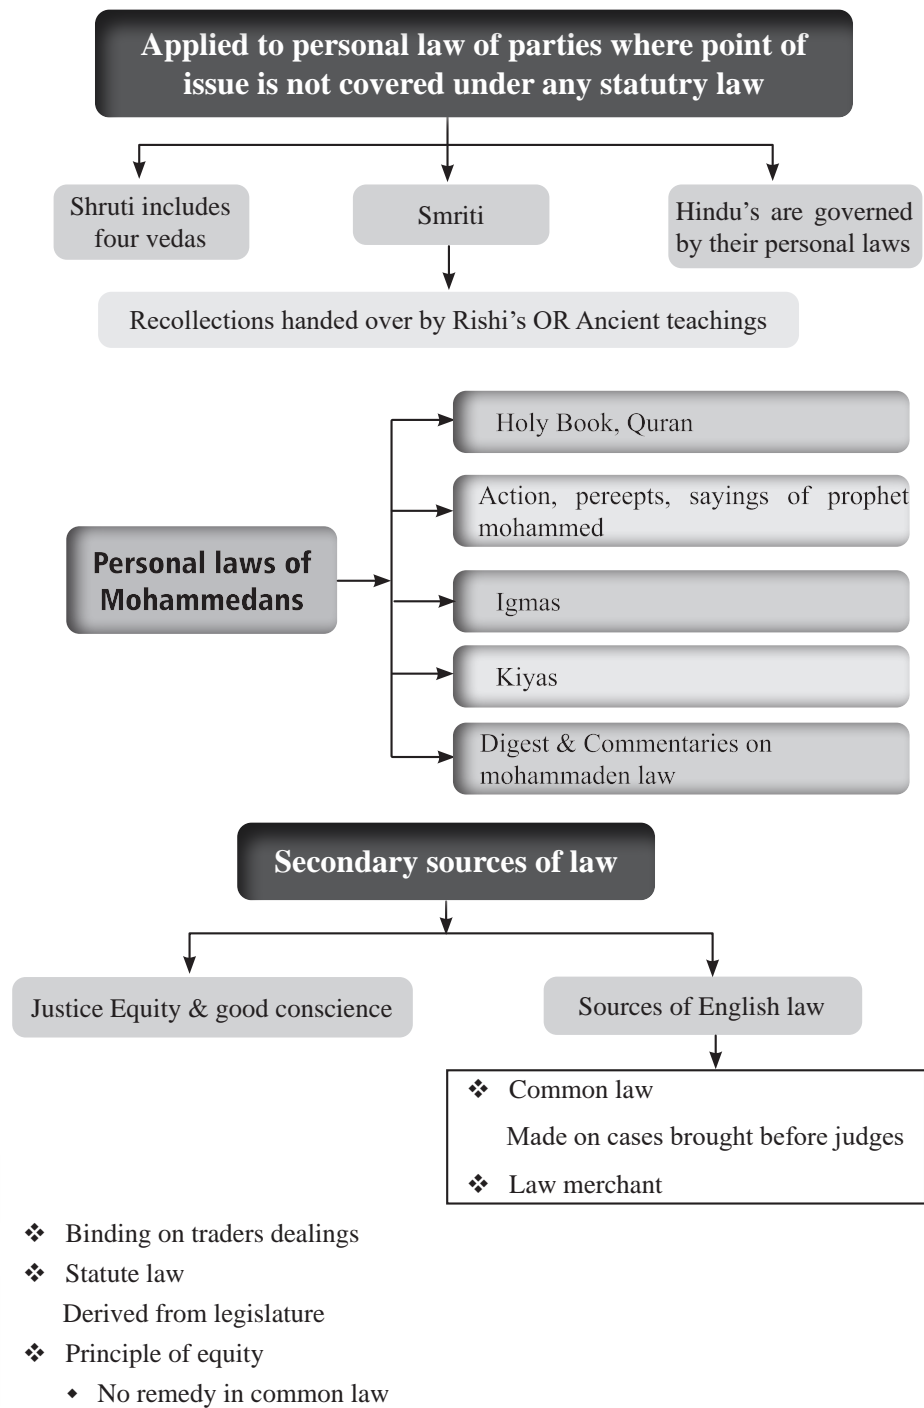 Applied to personal law of parties where point of
issue is not covered under any statutry law
Shruti includes
four vedas
Smriti
Hindu's are governed
by their personal laws
Recollections handed over by Rishi's OR Ancient teachings
Holy Book, Quran
Action, pereepts, sayings of prophet
mohammed
Personal laws of
Mohammedans
Igmas
Kiyas
Digest & Commentaries on
mohammaden law
Secondary sources of law
Justice Equity & good conscience
Sources of English law
❖ Common law
Made on cases brought before judges
❖ Law merchant
❖ Binding on traders dealings
❖ Statute law
Derived from legislature
❖ Principle of equity
◆ No remedy in common law